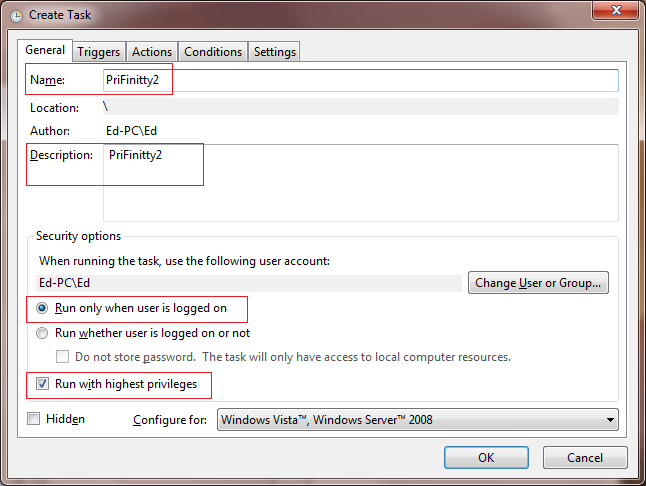 Create Task
General Triggers Actions Conditions Settings
Name: PriFinitty2
Location: \
Author: Ed-PC\Ed
Description: PriFinitty2
Security options
When running the task, use the following user account:
Ed-PC\Ed Change User or Group...
Run only when user is logged on
Run whether user is logged on or not
Do not store password. The task will only have access to local computer resources.
Run with highest privileges
Hidden Configure for: Windows Vista™, Windows Server™ 2008
OK Cancel